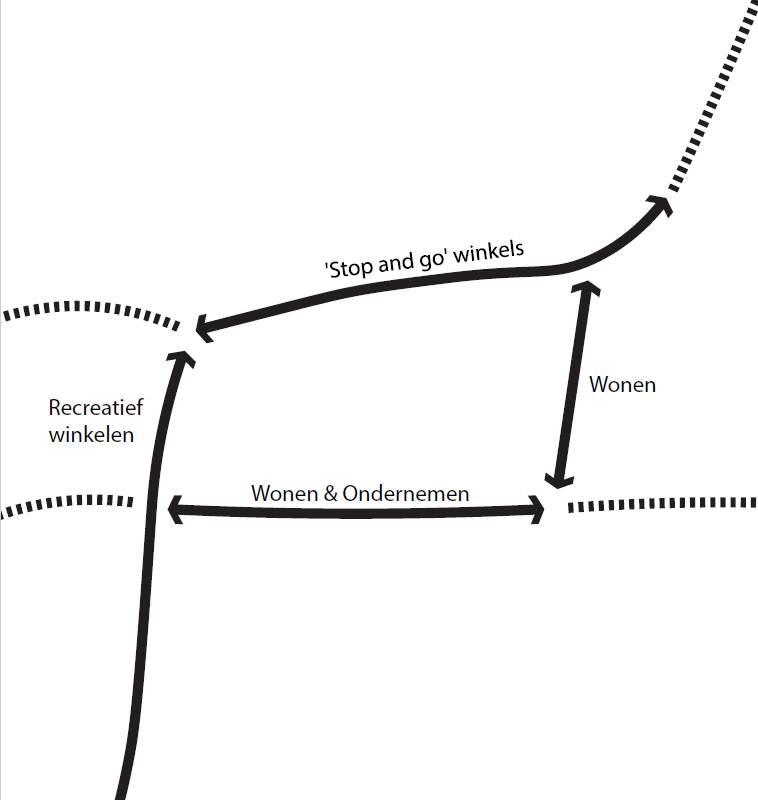 'Stop and go' winkels
Wonen
Recreatief
winkelen
Wonen & Ondernemen